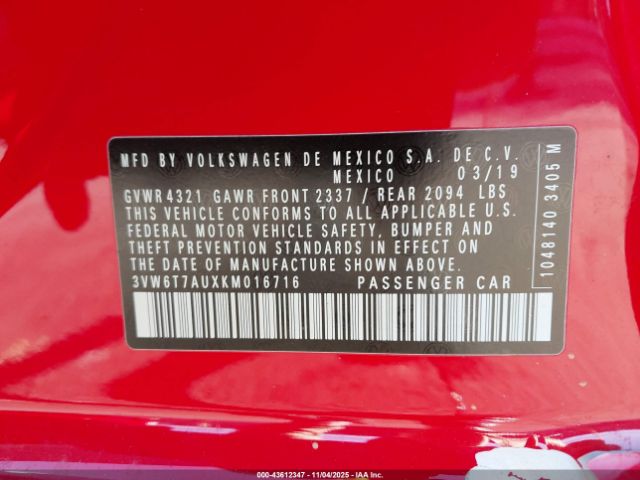 MFD BY VOLKSWAGEN DE MEXICO S.A. DE C.V.
MEXICO 03/19
GVWR 4321 GAWR FRONT 2337 / REAR 2094 LBS
THIS VEHICLE CONFORMS TO ALL APPLICABLE U.S.
FEDERAL MOTOR VEHICLE SAFETY, BUMPER AND
THEFT PREVENTION STANDARDS IN EFFECT ON
THE DATE OF MANUFACTURE SHOWN ABOVE.
3VW6T7AUXKM016716 PASSENGER CAR
1048140 3405 M
000-43612347 - 11/04/2025 - IAA Inc.